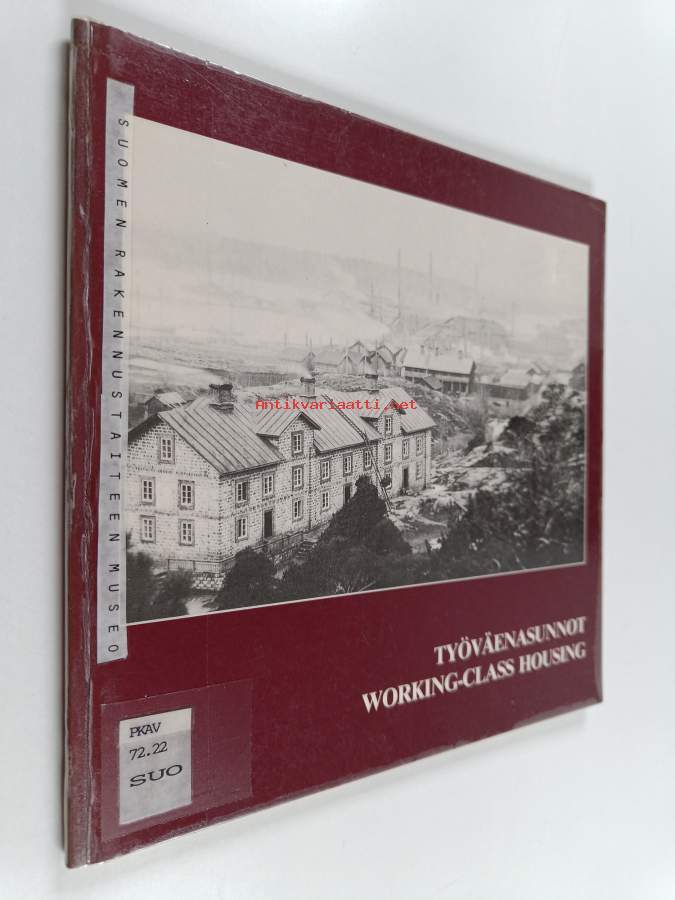 SUOMEN RAKENNUSTAITEEN MUSEO
Antikvariaatti.net
TYÖVÄENASUNNOT
WORKING-CLASS HOUSING
PKAV
72.22
SUO